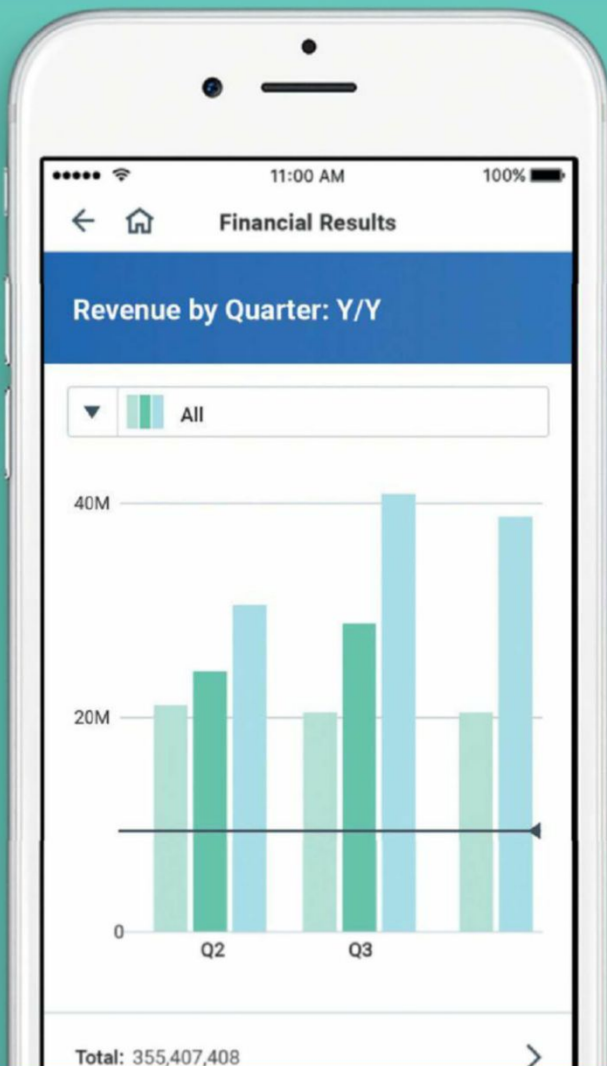 11:00 AM 100%
Financial Results
Revenue by Quarter: Y/Y
All
40M
20M
0
Q2 Q3
Total: 355,407,408